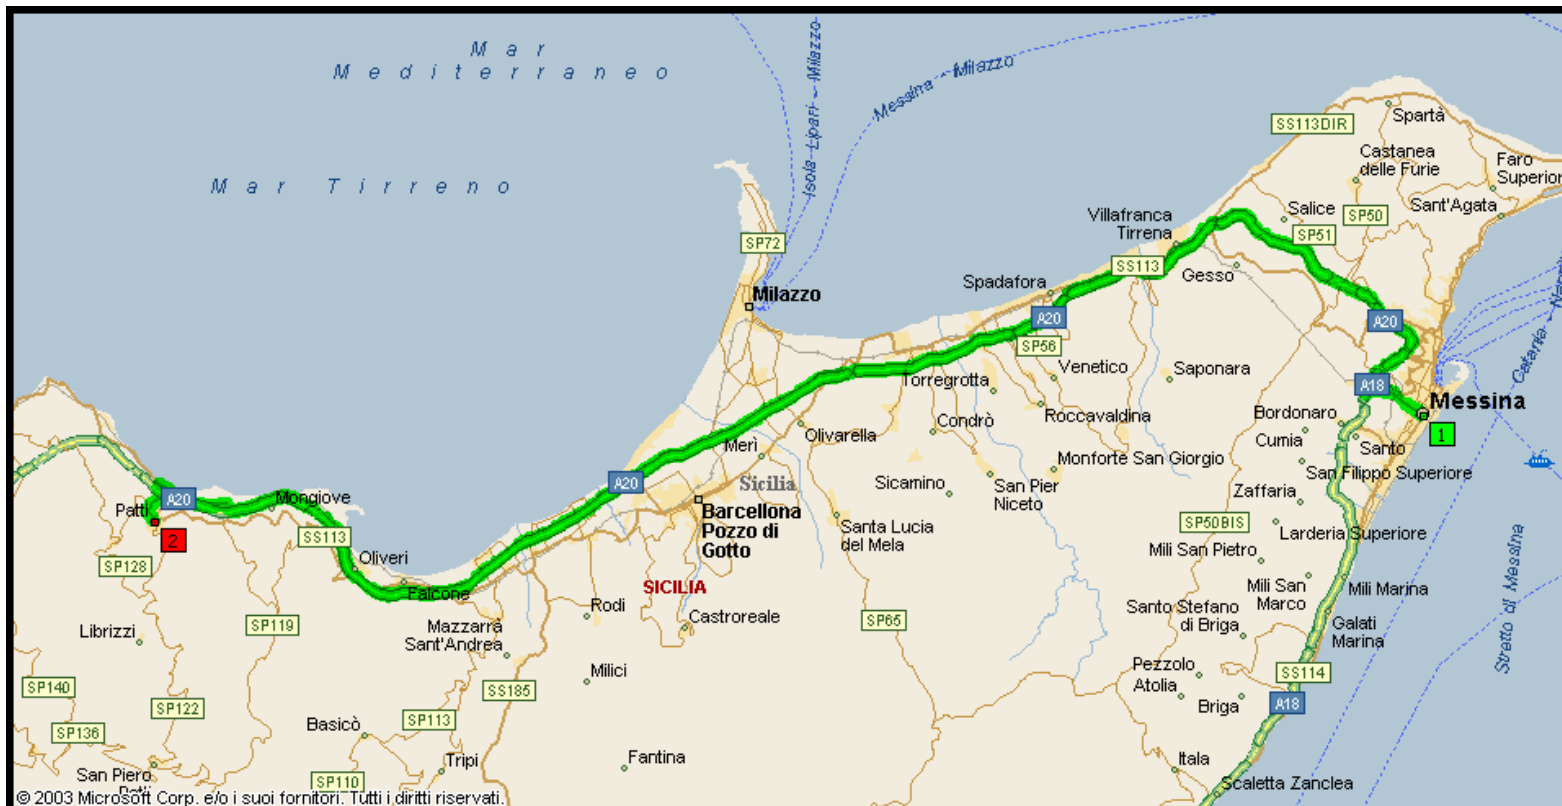 Mar
Mediterraneo
Mar Tirreno
Isola Lipari - Milazzo
Messina - Milazzo
SS113DIR
Spartà
Castanea
delle Furie
Faro
Superior
Sant'Agata
SP50
Salice
SP51
Villafranca
Tirrena
Gesso
SS113
SP72
Milazzo
Spadafora
A20
A20
SP56
Venetico
Saponara
Torregrotta
Roccavaldina
A18
Messina
1
Bordonaro
Cumia
Santo
San Filippo Superiore
Condrò
Olivarella
Merì
Monforte San Giorgio
Sicamino
San Pier
Niceto
Zaffaria
Larderia Superiore
SP50BIS
Sicilia
A20
Barcellona
Pozzo di
Gotto
Santa Lucia
del Mela
A20
Mongiove
Patti
2
SS113
Oliveri
Falcone
SP128
Mili San Pietro
Mili San
Marco
Mili Marina
Santo Stefano
di Briga
Galati
Marina
SICILIA
Rodi
Castroreale
SP65
Librizzi
SP119
Mazzarrà
Sant'Andrea
Milici
SS185
SP140
SP122
SP136
Basicò
SP113
Pezzolo
Atolia
Briga
SS114
A18
San Piero
Patti
SP110
Tripi
Fantina
Itala
Scaletta Zanclea
Stretto di Messina
Catania - Nap
© 2003 Microsoft Corp. e/o i suoi fornitori. Tutti i diritti riservati.